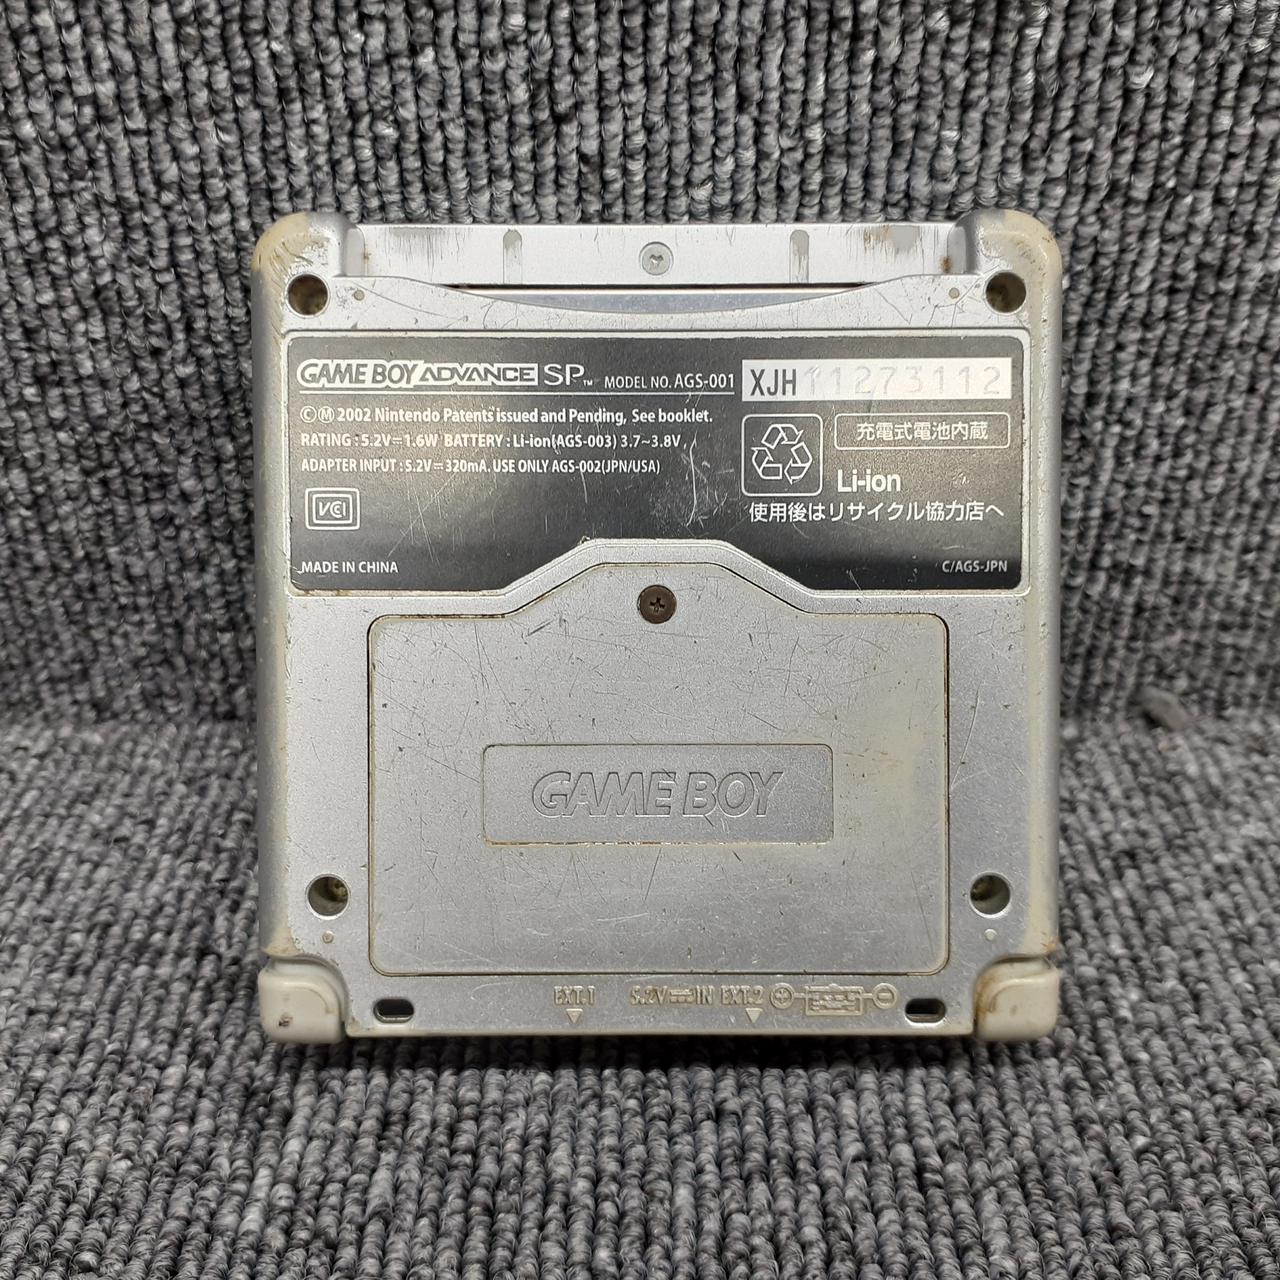 GAME BOY ADVANCE SP™ MODEL NO. AGS-001 XJH11273112
©Ⓜ 2002 Nintendo Patents issued and Pending, See booklet.
RATING : 5.2V⎓1.6W BATTERY : Li-ion(AGS-003) 3.7~3.8V
ADAPTER INPUT : 5.2V⎓320mA. USE ONLY AGS-002(JPN/USA)
充電式電池内蔵
Li-ion
使用後はリサイクル協力店へ
VCI
MADE IN CHINA
C/AGS-JPN
GAME BOY
EXT.1 5.2V⎓IN EXT.2